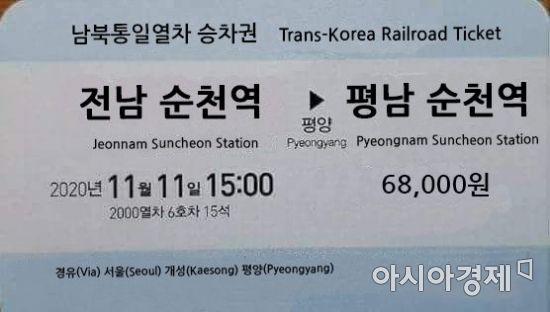 남북통일열차 승차권 Trans-Korea Railroad Ticket
전남 순천역 ▶ 평남 순천역
평양
Jeonnam Suncheon Station Pyeongyang Pyeongnam Suncheon Station
2020년 11월 11일 15:00 68,000원
2000열차 6호차 15석
경유(Via) 서울(Seoul) 개성(Kaesong) 평양(Pyeongyang)
아시아경제